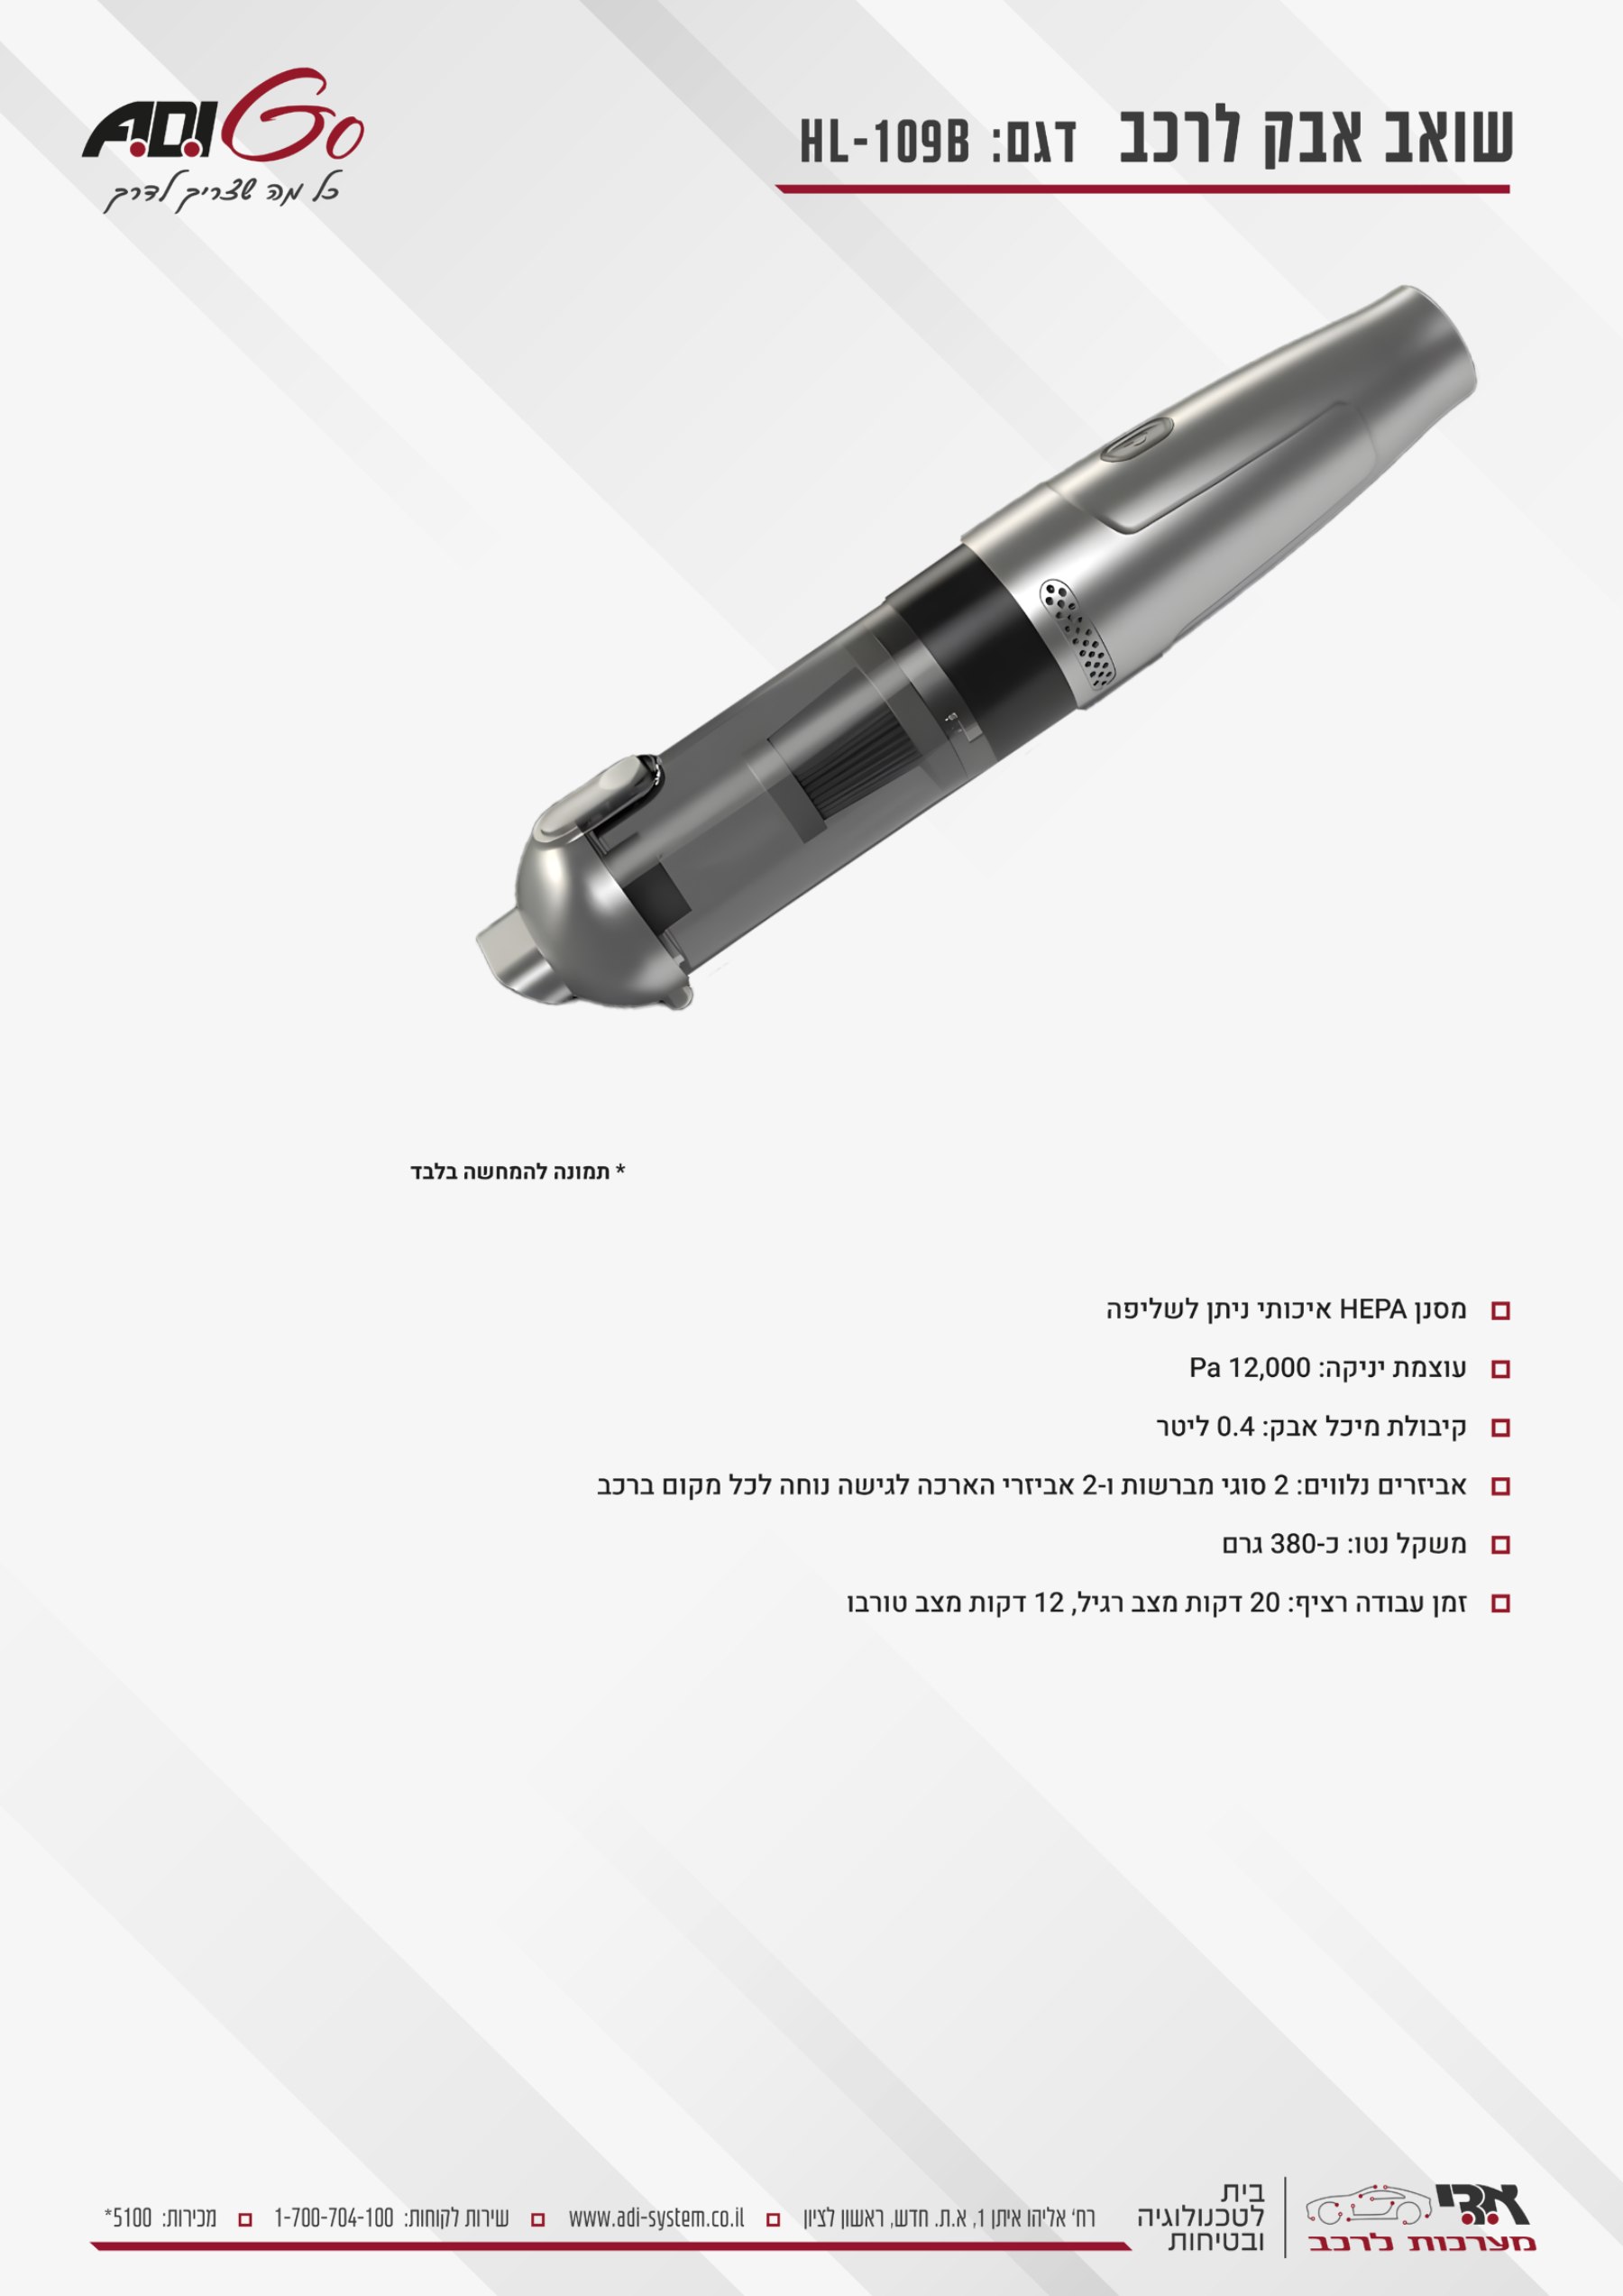 A.D.I Go
כל מה שצריך לדרך
שואב אבק לרכב דגם: HL-109B
* תמונה להמחשה בלבד
מסנן HEPA איכותי ניתן לשליפה
עוצמת יניקה: 12,000 Pa
קיבולת מיכל אבק: 0.4 ליטר
אביזרים נלווים: 2 סוגי מברשות ו-2 אביזרי הארכה לגישה נוחה לכל מקום ברכב
משקל נטו: כ-380 גרם
זמן עבודה רציף: 20 דקות מצב רגיל, 12 דקות מצב טורבו
אדי
מערכות לרכב
בית
לטכנולוגיה
ובטיחות
רח' אליהו איתן 1, א.ת. חדש, ראשון לציון www.adi-system.co.il שירות לקוחות: 1-700-704-100 מכירות: 5100*